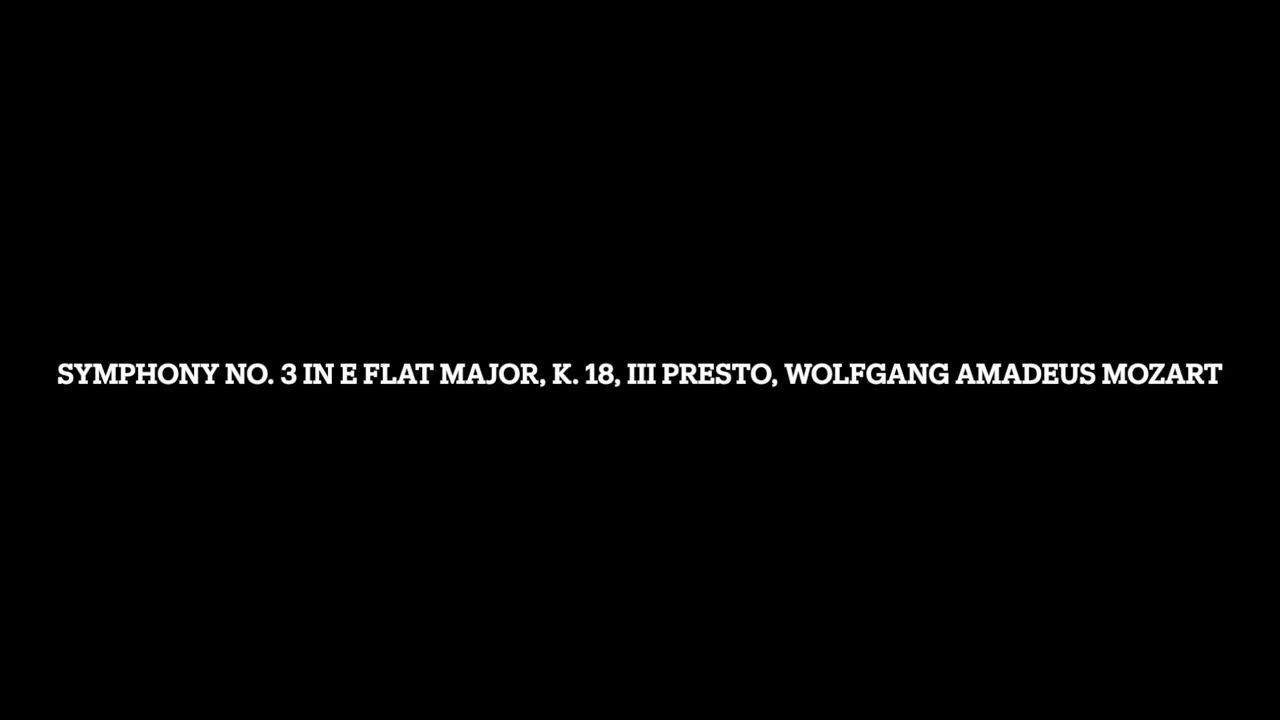 SYMPHONY NO. 3 IN E FLAT MAJOR, K. 18, III PRESTO, WOLFGANG AMADEUS MOZART